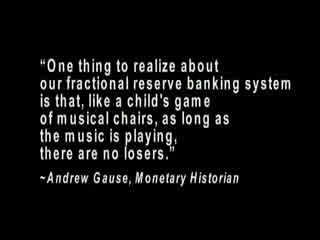 “One thing to realize about
our fractional reserve banking system
is that, like a child's game
of musical chairs, as long as
the music is playing,
there are no losers.”
~Andrew Gause, Monetary Historian